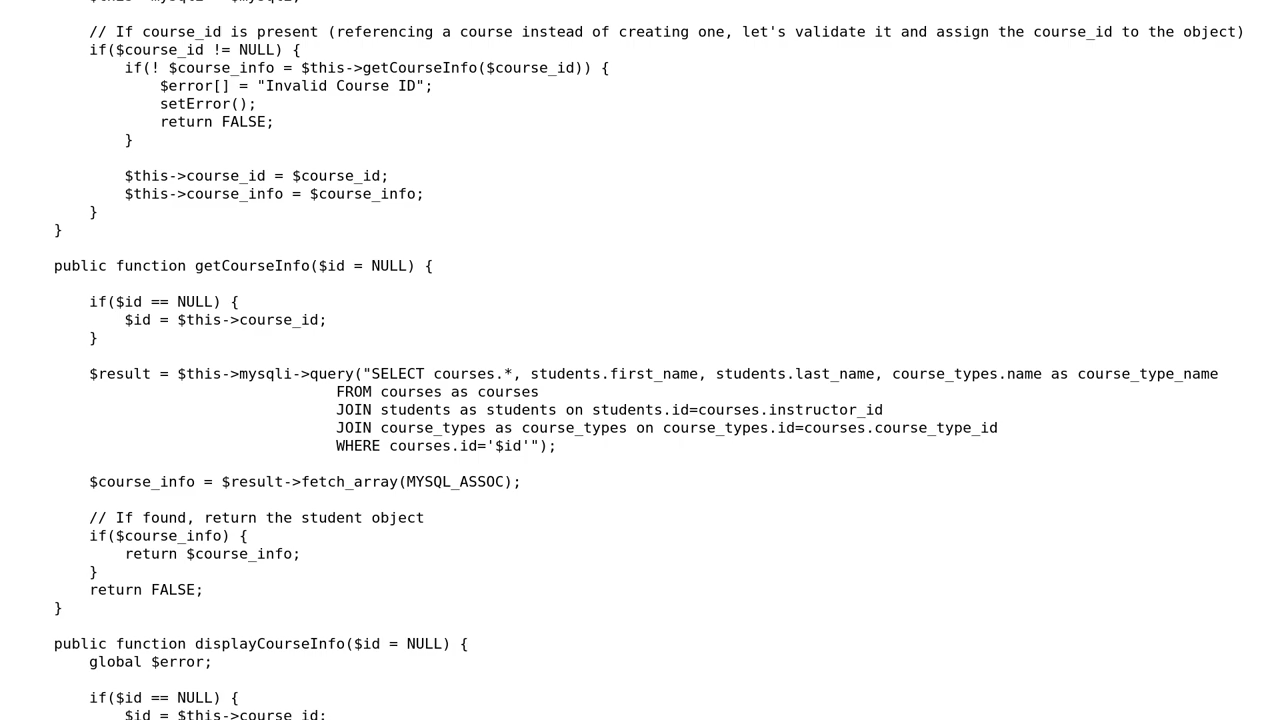 // If course_id is present (referencing a course instead of creating one, let's validate it and assign the course_id to the object)
if($course_id != NULL) {
if(! $course_info = $this->getCourseInfo($course_id)) {
$error[] = "Invalid Course ID";
setError();
return FALSE;
}
$this->course_id = $course_id;
$this->course_info = $course_info;
}
}
public function getCourseInfo($id = NULL) {
if($id == NULL) {
$id = $this->course_id;
}
$result = $this->mysqli->query("SELECT courses.*, students.first_name, students.last_name, course_types.name as course_type_name
FROM courses as courses
JOIN students as students on students.id=courses.instructor_id
JOIN course_types as course_types on course_types.id=courses.course_type_id
WHERE courses.id='$id'");
$course_info = $result->fetch_array(MYSQL_ASSOC);
// If found, return the student object
if($course_info) {
return $course_info;
}
return FALSE;
}
public function displayCourseInfo($id = NULL) {
global $error;
if($id == NULL) {
$id = $this->course_id;